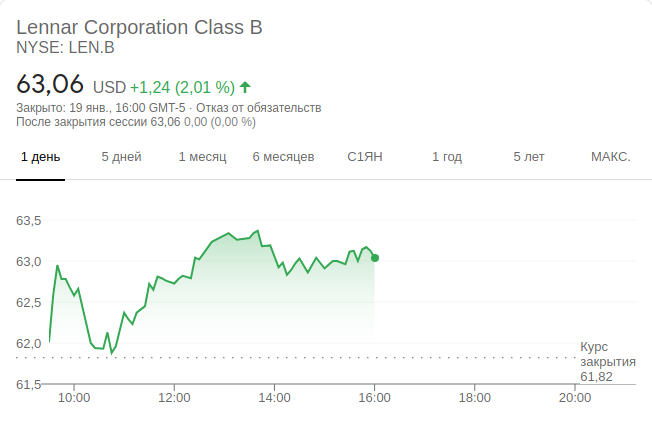 Lennar Corporation Class B
NYSE: LEN.B
63,06 USD +1,24 (2,01 %)
Закрыто: 19 янв., 16:00 GMT-5 · Отказ от обязательств
После закрытия сессии 63,06 0,00 (0,00 %)
1 день 5 дней 1 месяц 6 месяцев С1ЯН 1 год 5 лет МАКС.
63,5
63,0
62,5
62,0
61,5
Курс
закрытия
61,82
10:00 12:00 14:00 16:00 18:00 20:00